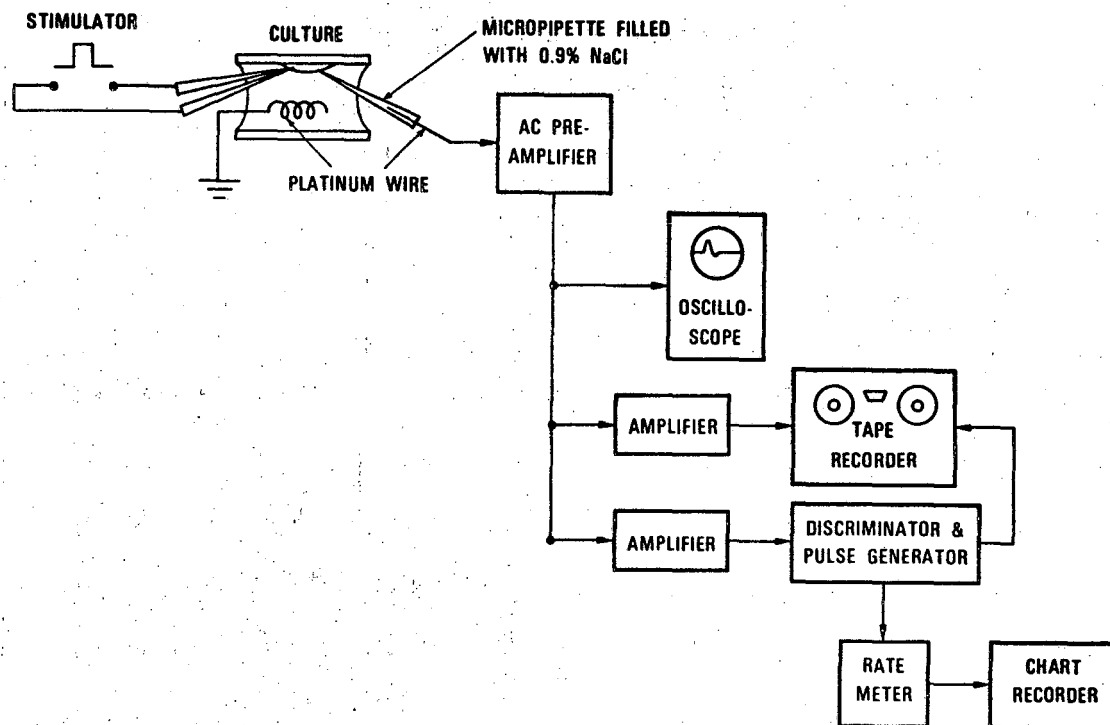 STIMULATOR
CULTURE
MICROPIPETTE FILLED
WITH 0.9% NaCl
PLATINUM WIRE
AC PRE-
AMPLIFIER
OSCILLO-
SCOPE
AMPLIFIER
TAPE
RECORDER
AMPLIFIER
DISCRIMINATOR &
PULSE GENERATOR
RATE
METER
CHART
RECORDER